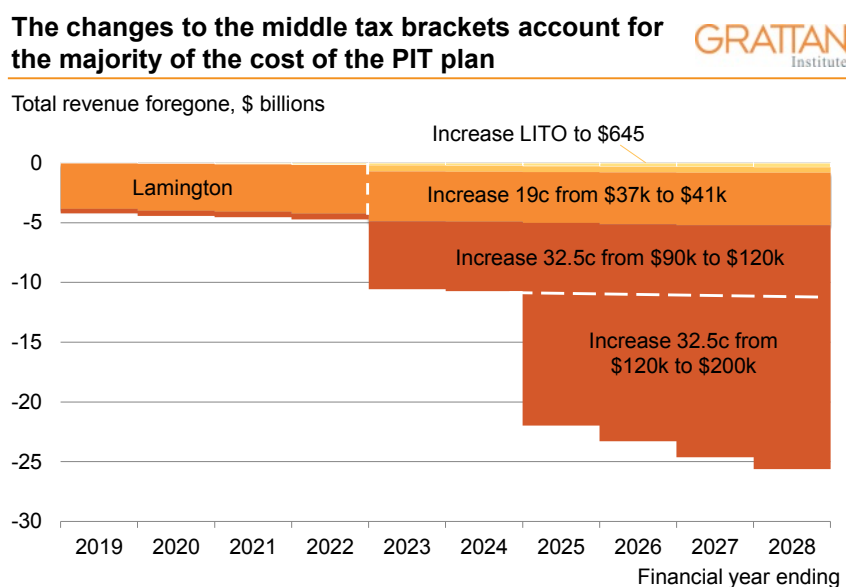 The changes to the middle tax brackets account for
the majority of the cost of the PIT plan
GRATTAN
Institute
Total revenue foregone, $ billions
Increase LITO to $645
0
-5
-10
-15
-20
-25
-30
Lamington
Increase 19c from $37k to $41k
Increase 32.5c from $90k to $120k
Increase 32.5c from
$120k to $200k
2019 2020 2021 2022 2023 2024 2025 2026 2027 2028
Financial year ending